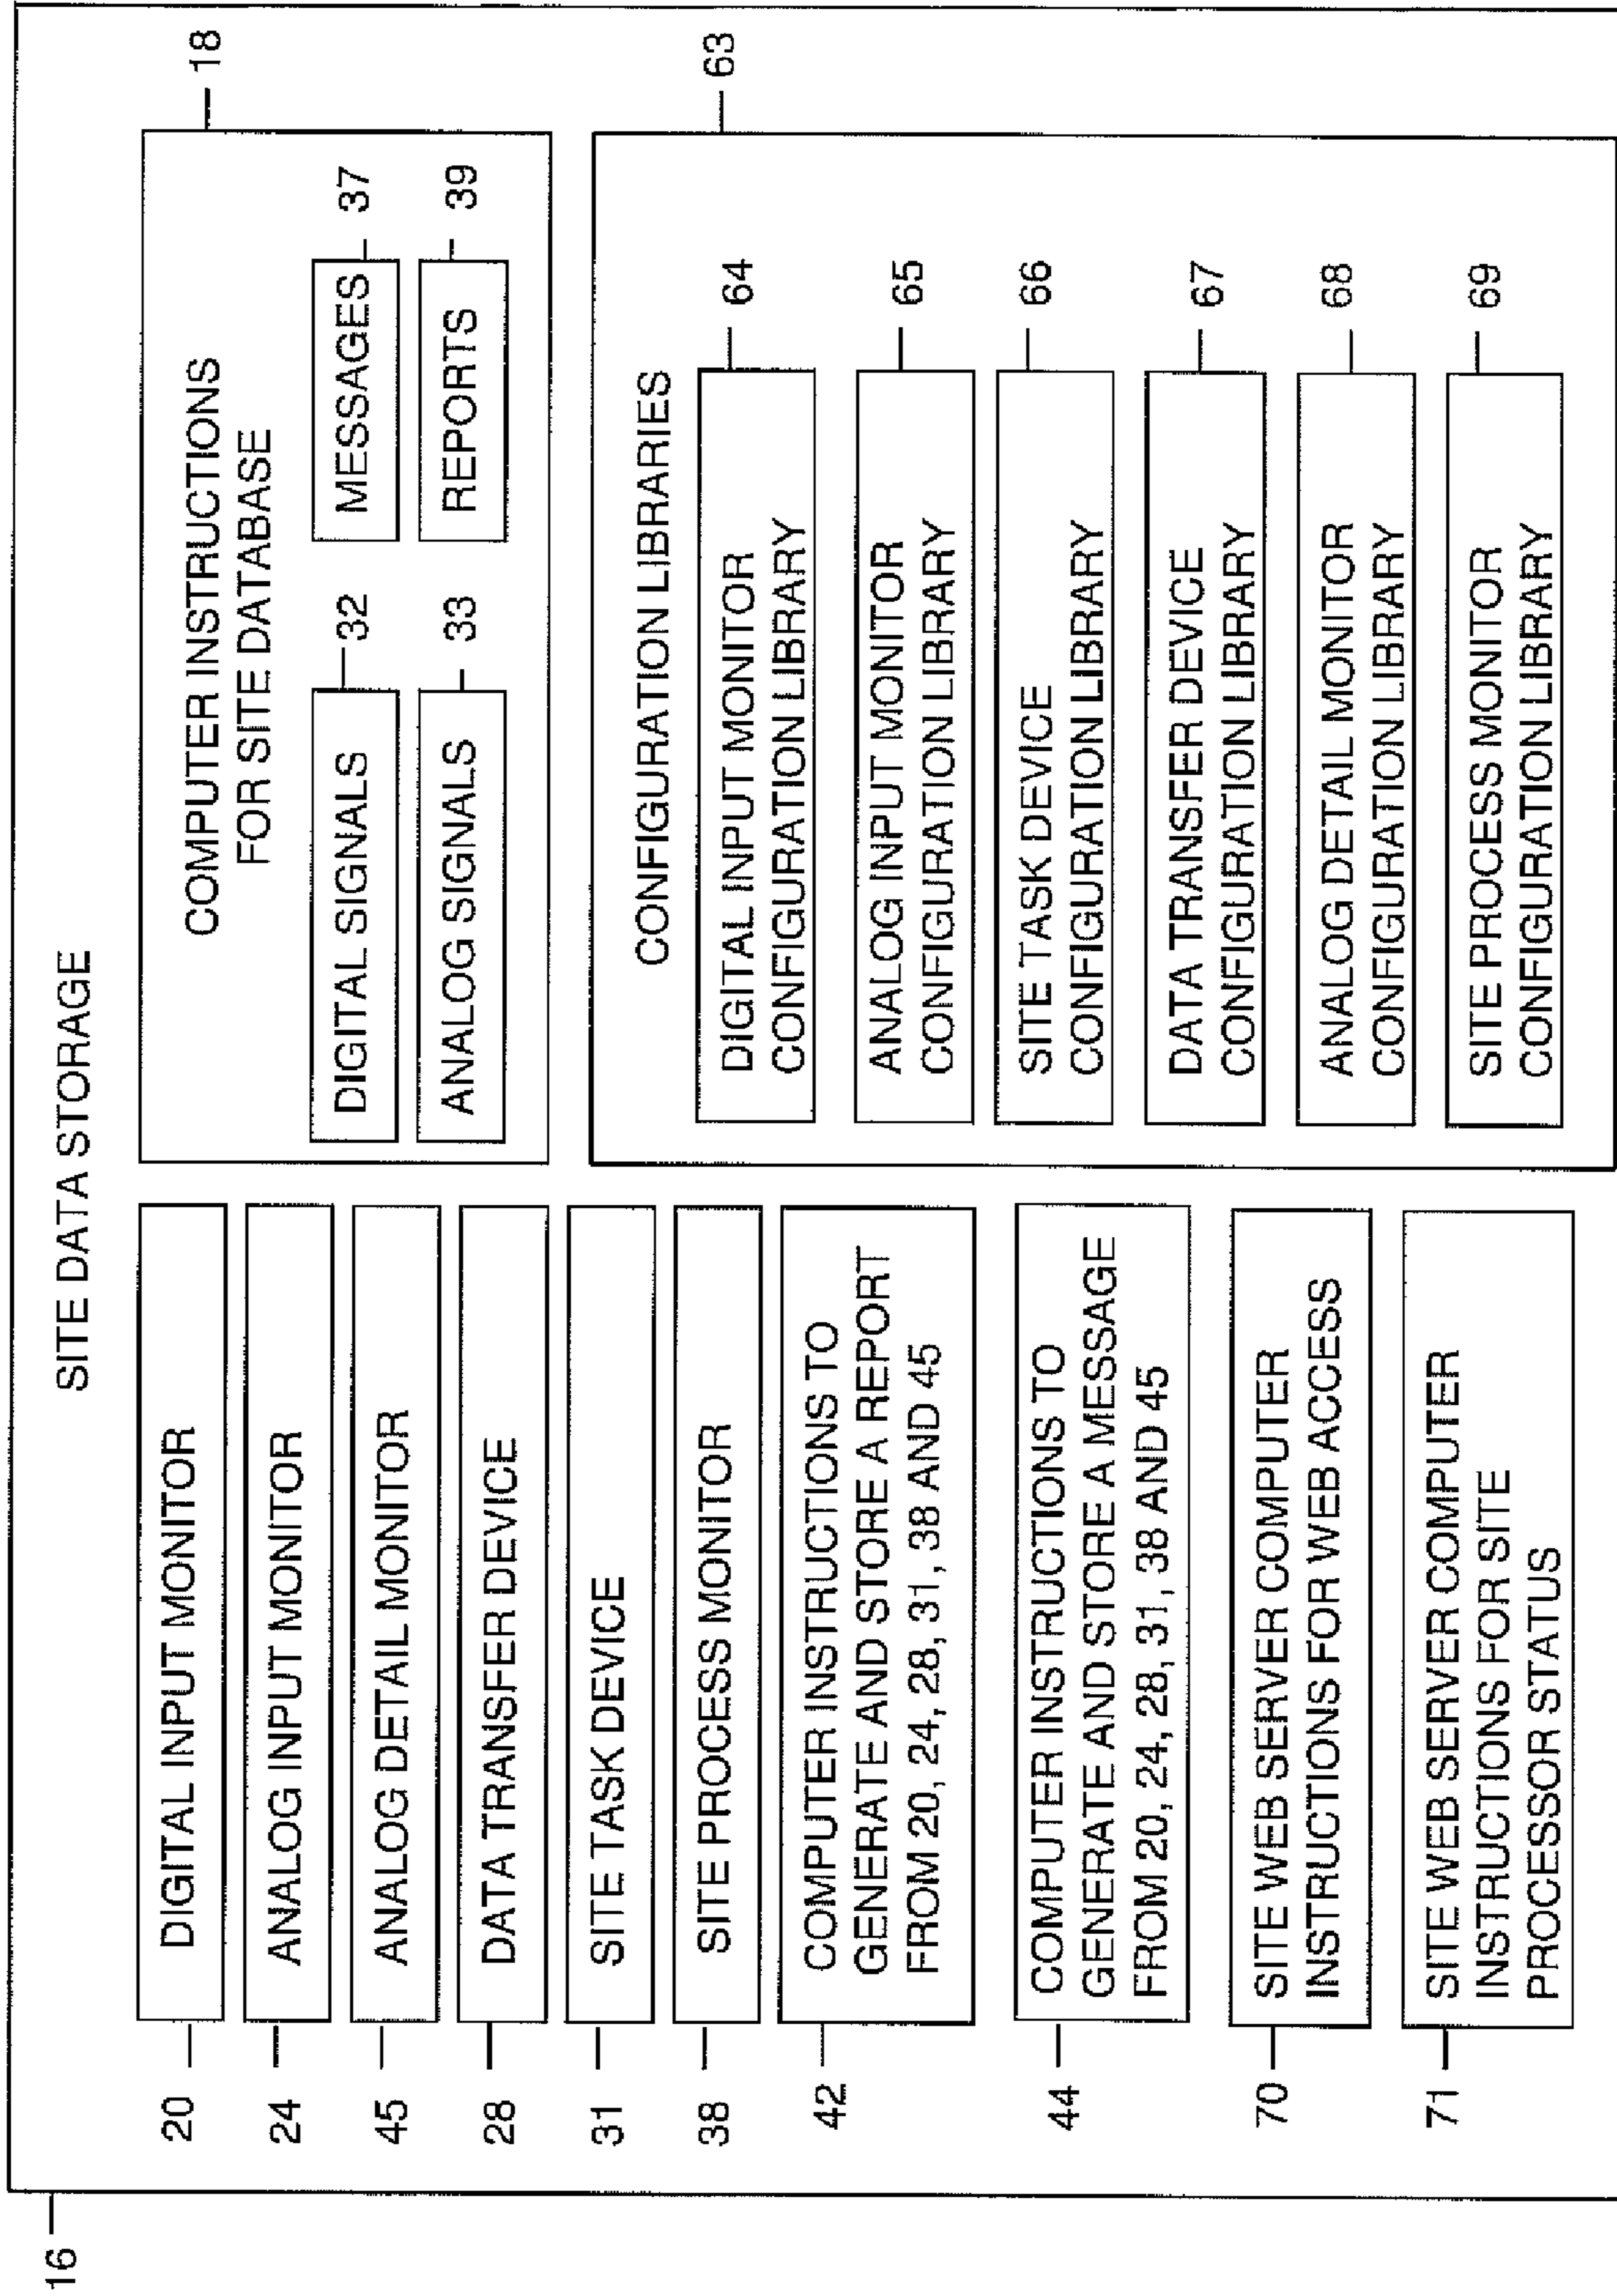 16
SITE DATA STORAGE
20
DIGITAL INPUT MONITOR
24
ANALOG INPUT MONITOR
45
ANALOG DETAIL MONITOR
28
DATA TRANSFER DEVICE
31
SITE TASK DEVICE
38
SITE PROCESS MONITOR
42
COMPUTER INSTRUCTIONS TO
GENERATE AND STORE A REPORT
FROM 20, 24, 28, 31, 38 AND 45
44
COMPUTER INSTRUCTIONS TO
GENERATE AND STORE A MESSAGE
FROM 20, 24, 28, 31, 38 AND 45
70
SITE WEB SERVER COMPUTER
INSTRUCTIONS FOR WEB ACCESS
71
SITE WEB SERVER COMPUTER
INSTRUCTIONS FOR SITE
PROCESSOR STATUS
COMPUTER INSTRUCTIONS
FOR SITE DATABASE
18
DIGITAL SIGNALS
32
MESSAGES
37
ANALOG SIGNALS
33
REPORTS
39
CONFIGURATION LIBRARIES
63
DIGITAL INPUT MONITOR
CONFIGURATION LIBRARY
64
ANALOG INPUT MONITOR
CONFIGURATION LIBRARY
65
SITE TASK DEVICE
CONFIGURATION LIBRARY
66
DATA TRANSFER DEVICE
CONFIGURATION LIBRARY
67
ANALOG DETAIL MONITOR
CONFIGURATION LIBRARY
68
SITE PROCESS MONITOR
CONFIGURATION LIBRARY
69